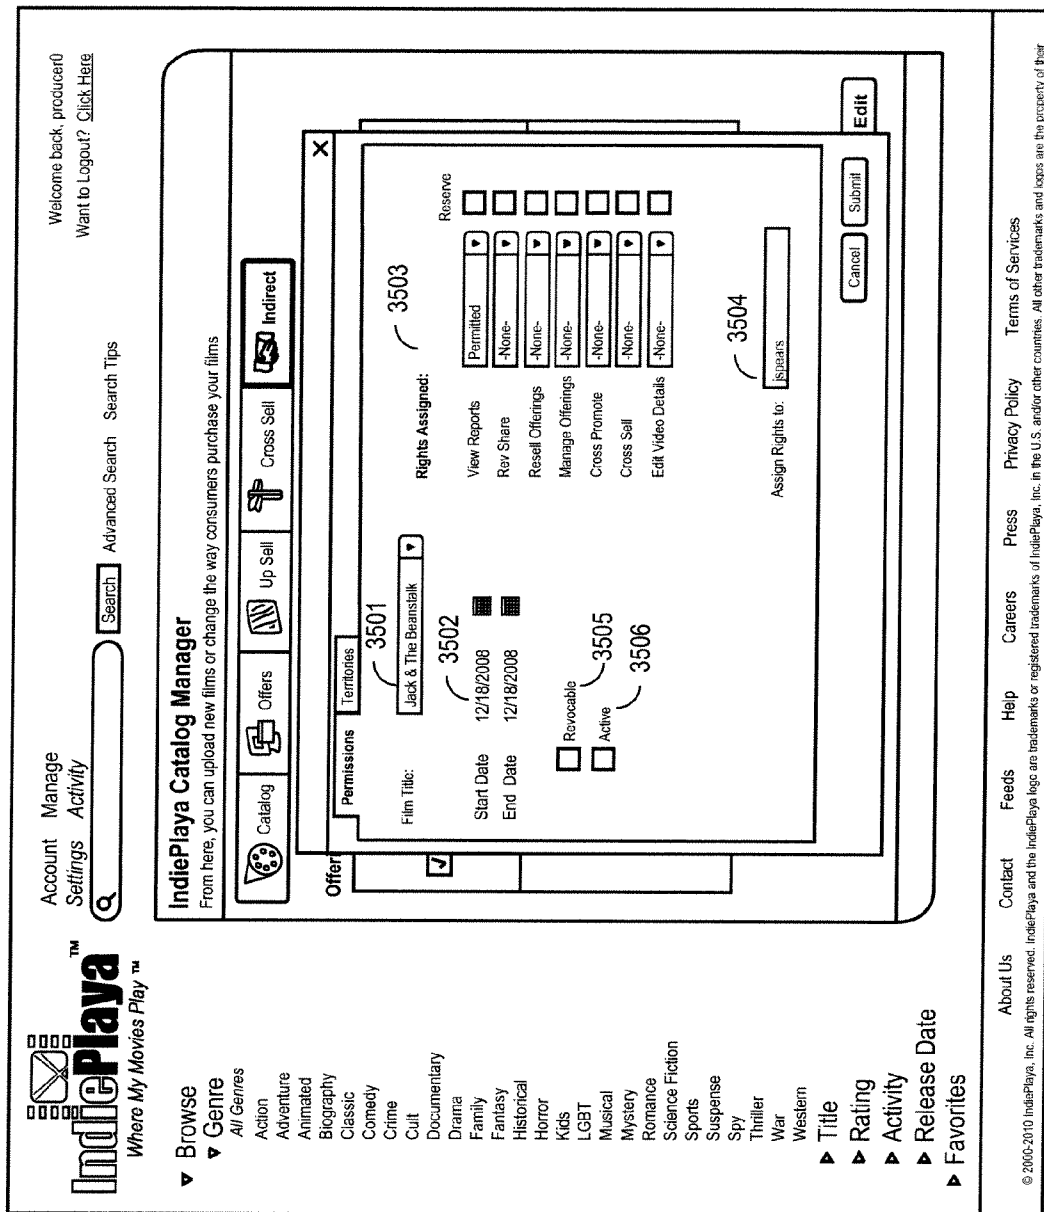 IndiePlaya™
Where My Movies Play ™
Account Manage
Settings Activity
Search Advanced Search Search Tips
Welcome back, producer0
Want to Logout? Click Here
▼ Browse
▼ Genre
All Genres
Action
Adventure
Animated
Biography
Classic
Comedy
Crime
Cult
Documentary
Drama
Family
Fantasy
Historical
Horror
Kids
LGBT
Musical
Mystery
Romance
Science Fiction
Sports
Suspense
Spy
Thriller
War
Western
▶ Title
▶ Rating
▶ Activity
▶ Release Date
▶ Favorites
IndiePlaya Catalog Manager
From here, you can upload new films or change the way consumers purchase your films
Catalog Offers Up Sell Cross Sell Indirect
Offer
X
Permissions Territories
Film Title: Jack & The Beanstalk
3501
3502
Start Date 12/18/2008
End Date 12/18/2008
Revocable
3505
Active
3506
3503
Rights Assigned: Reserve
View Reports Permitted
Rev Share -None-
Resell Offerings -None-
Manage Offerings -None-
Cross Promote -None-
Cross Sell -None-
Edit Video Details -None-
3504
Assign Rights to: jspears
Cancel Submit
Edit
About Us Contact Feeds Help Careers Press Privacy Policy Terms of Services
© 2000-2010 IndiePlaya, Inc. All rights reserved. IndiePlaya and the IndiePlaya logo are trademarks or registered trademarks of IndiePlaya, Inc. in the U.S. and/or other countries. All other trademarks and logos are the property of their